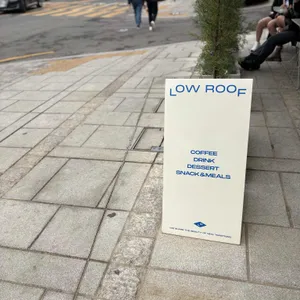 LOW ROOF
COFFEE
DRINK
DESSERT
SNACK&MEALS